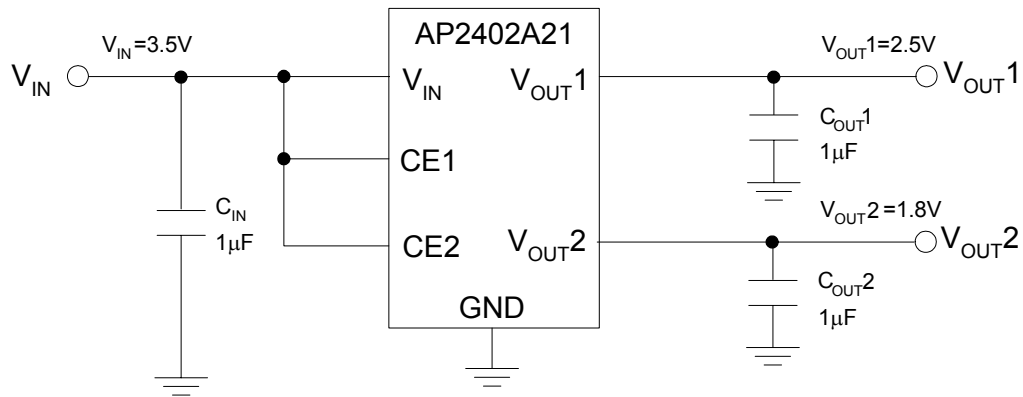 AP2402A21
V_IN=3.5V
V_OUT1=2.5V
V_IN
V_IN
V_OUT1
V_OUT1
C_OUT1
1μF
CE1
C_IN
1μF
V_OUT2=1.8V
CE2
V_OUT2
V_OUT2
C_OUT2
1μF
GND